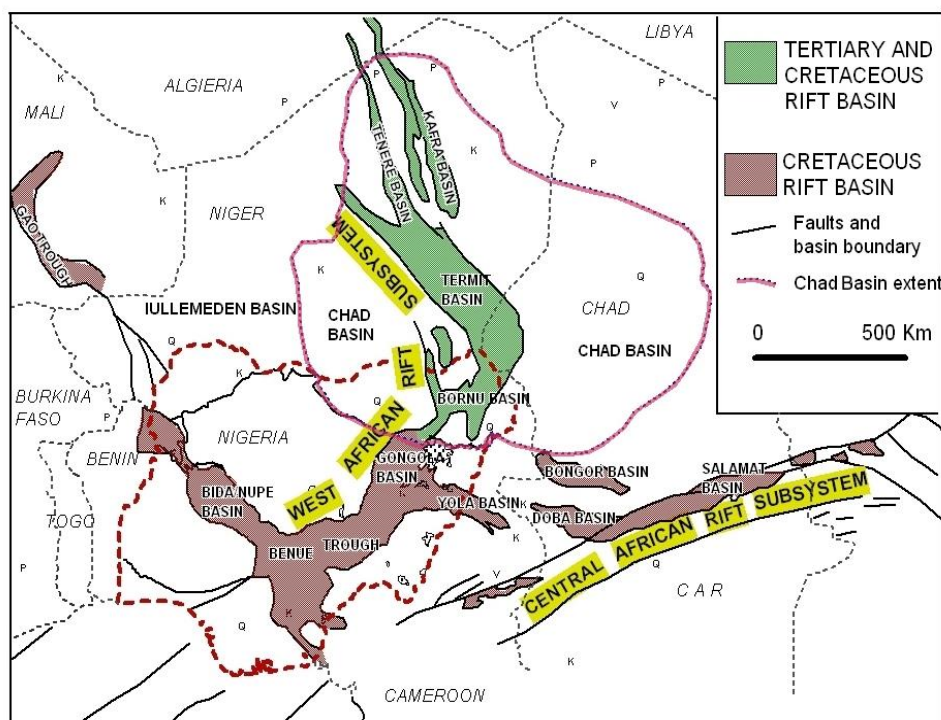 LIBYA
ALGIERIA
MALI
NIGER
CHAD
BURKINA
FASO
BENIN
TOGO
NIGERIA
CAMEROON
CAR
GAO TROUGH
TENERE BASIN
KAFRA BASIN
TERMIT
BASIN
IULLEMEDEN BASIN
CHAD
BASIN
CHAD BASIN
BORNU BASIN
GONGOLA
BASIN
BIDA/NUPE
BASIN
BENUE
TROUGH
YOLA BASIN
BONGOR BASIN
DOBA BASIN
SALAMAT
BASIN
WEST AFRICAN RIFT SUBSYSTEM
CENTRAL AFRICAN RIFT SUBSYSTEM
TERTIARY AND
CRETACEOUS
RIFT BASIN
CRETACEOUS
RIFT BASIN
Faults and
basin boundary
Chad Basin extent
0 500 Km
K
P
P
P
K
V
P
K
K
K
Q
Q
K
Q
P
Q
K
K
P
K
V
Q
Q
K
K